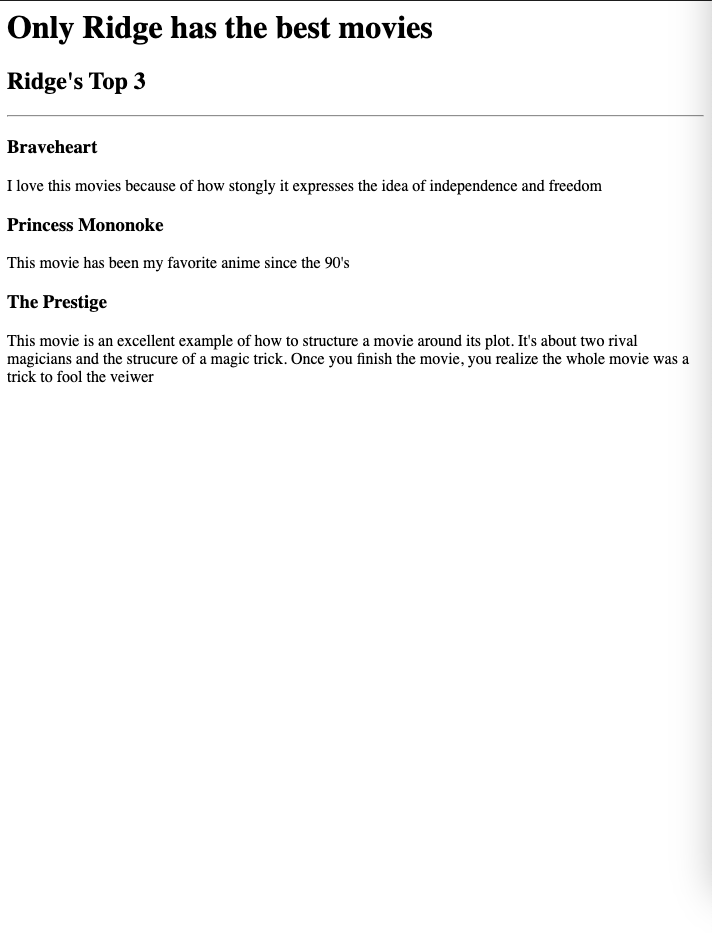 Only Ridge has the best movies
Ridge's Top 3
Braveheart
I love this movies because of how stongly it expresses the idea of independence and freedom
Princess Mononoke
This movie has been my favorite anime since the 90's
The Prestige
This movie is an excellent example of how to structure a movie around its plot. It's about two rival
magicians and the strucure of a magic trick. Once you finish the movie, you realize the whole movie was a
trick to fool the veiwer